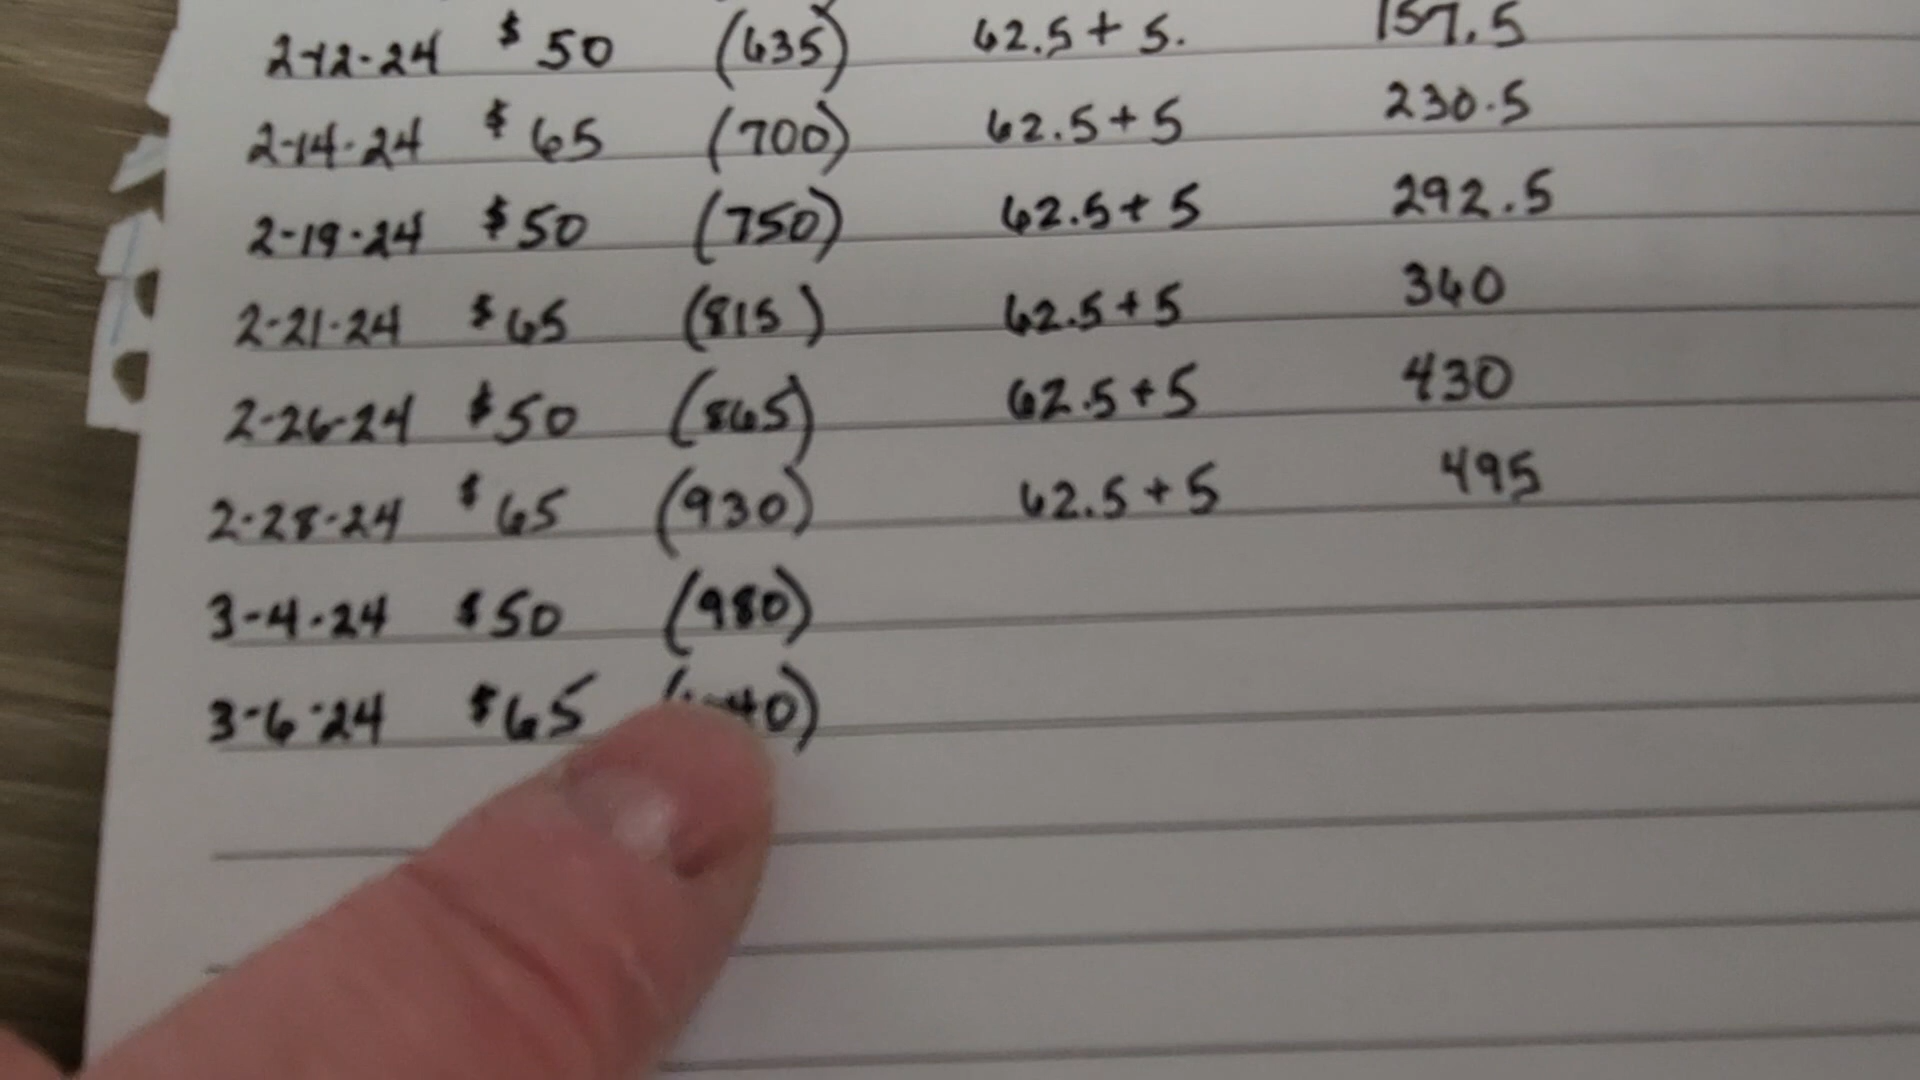 2-12-24 $50 (635) 62.5 + 5. 157.5
2-14-24 $65 (700) 62.5 + 5 230.5
2-19-24 $50 (750) 62.5 + 5 292.5
2-21-24 $65 (815) 62.5 + 5 360
2-26-24 $50 (865) 62.5 + 5 430
2-28-24 $65 (930) 62.5 + 5 495
3-4-24 $50 (980)
3-6-24 $65